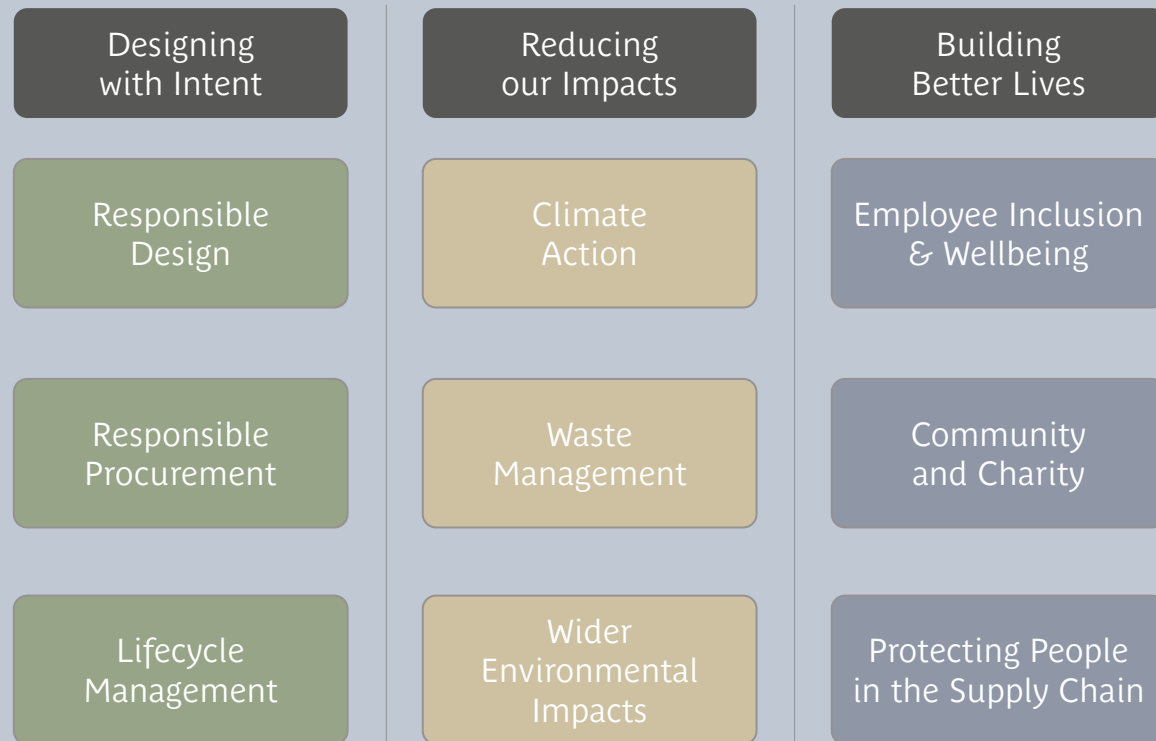 Designing
with Intent
Reducing
our Impacts
Building
Better Lives
Responsible
Design
Climate
Action
Employee Inclusion
& Wellbeing
Responsible
Procurement
Waste
Management
Community
and Charity
Lifecycle
Management
Wider
Environmental
Impacts
Protecting People
in the Supply Chain